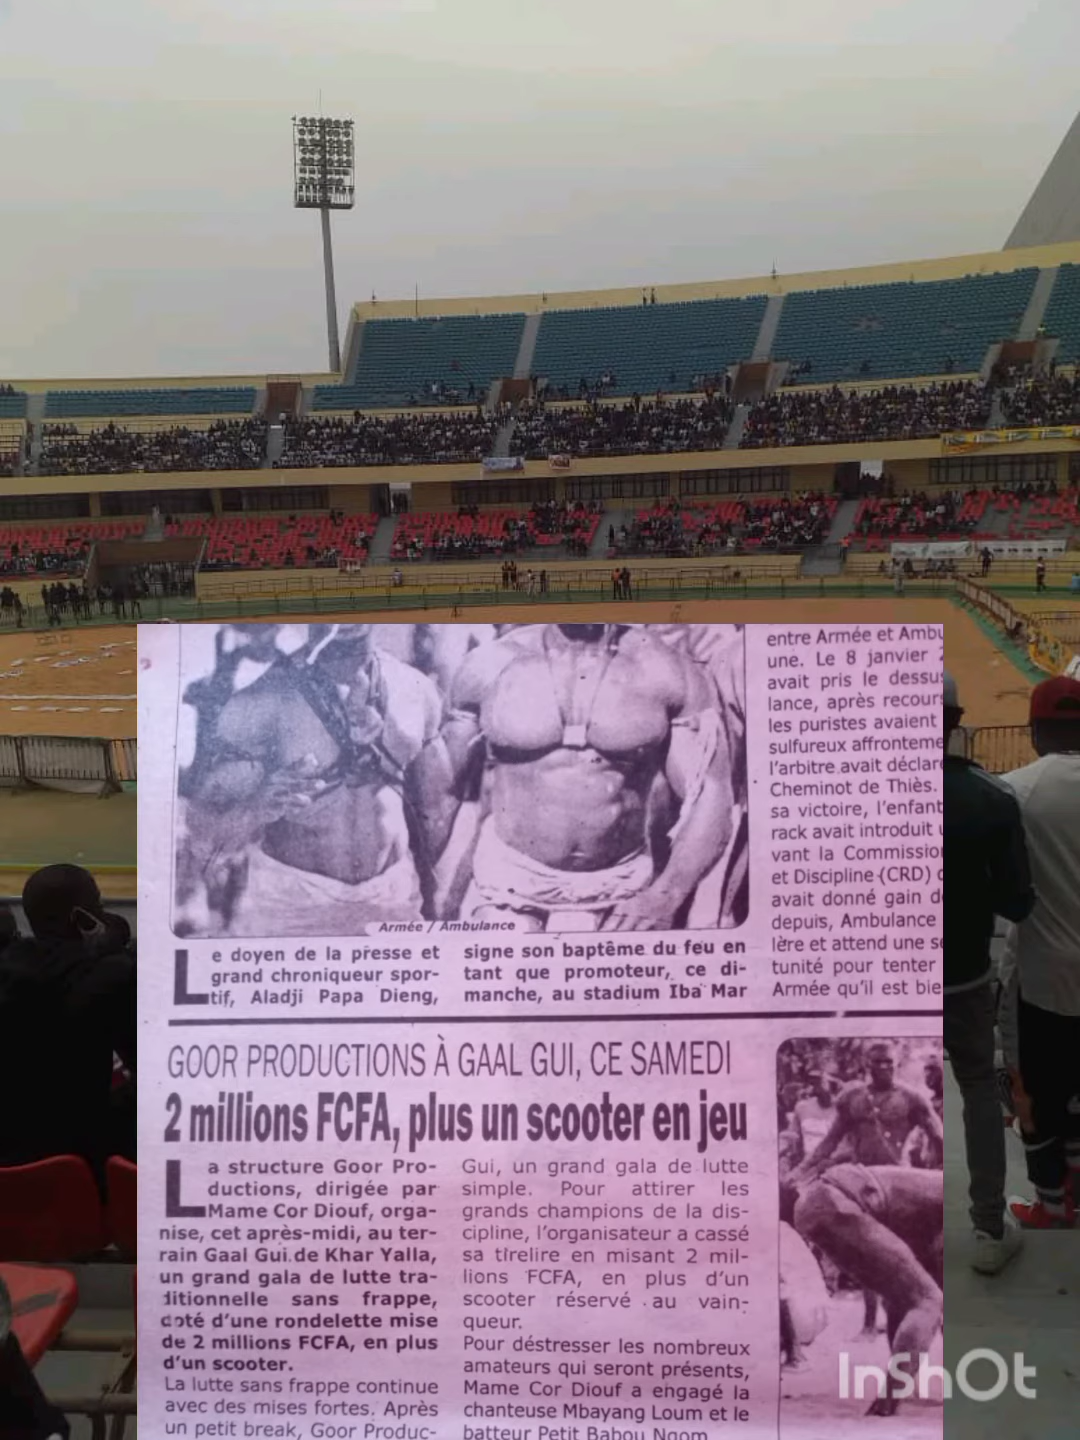 entre Armée et Ambu
une. Le 8 janvier
avait pris le dessus
lance, après recours
les puristes avaient
sulfureux affronteme
l'arbitre avait déclaré
Cheminot de Thiès.
sa victoire, l'enfant
rack avait introduit
vant la Commission
et Discipline (CRD)
avait donné gain d
depuis, Ambulance
lère et attend une se
tunité pour tenter
Armée qu'il est bie
Armée / Ambulance
Le doyen de la presse et
grand chroniqueur spor-
tif, Aladji Papa Dieng,
signe son baptême du feu en
tant que promoteur, ce di-
manche, au stadium Iba Mar
GOOR PRODUCTIONS À GAAL GUI, CE SAMEDI
2 millions FCFA, plus un scooter en jeu
La structure Goor Pro-
ductions, dirigée par
Mame Cor Diouf, orga-
nise, cet après-midi, au ter-
rain Gaal Gui de Khar Yalla,
un grand gala de lutte tra-
ditionnelle sans frappe,
doté d'une rondelette mise
de 2 millions FCFA, en plus
d'un scooter.
La lutte sans frappe continue
avec des mises fortes. Après
un petit break, Goor Produc-
Gui, un grand gala de lutte
simple. Pour attirer les
grands champions de la dis-
cipline, l'organisateur a cassé
sa tirelire en misant 2 mil-
lions FCFA, en plus d'un
scooter réservé au vain-
queur.
Pour déstresser les nombreux
amateurs qui seront présents,
Mame Cor Diouf a engagé la
chanteuse Mbayang Loum et le
batteur Petit Babou Ngom
InShOt